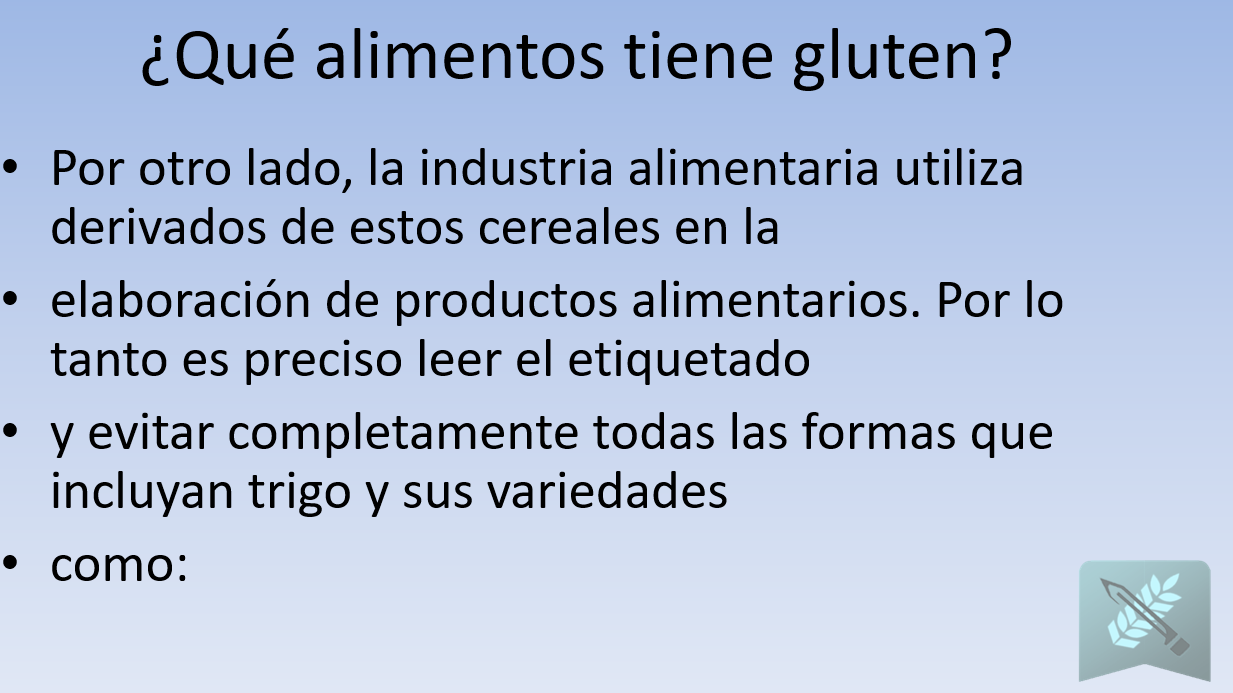 ¿Qué alimentos tiene gluten?
• Por otro lado, la industria alimentaria utiliza
derivados de estos cereales en la
• elaboración de productos alimentarios. Por lo
tanto es preciso leer el etiquetado
• y evitar completamente todas las formas que
incluyan trigo y sus variedades
• como: